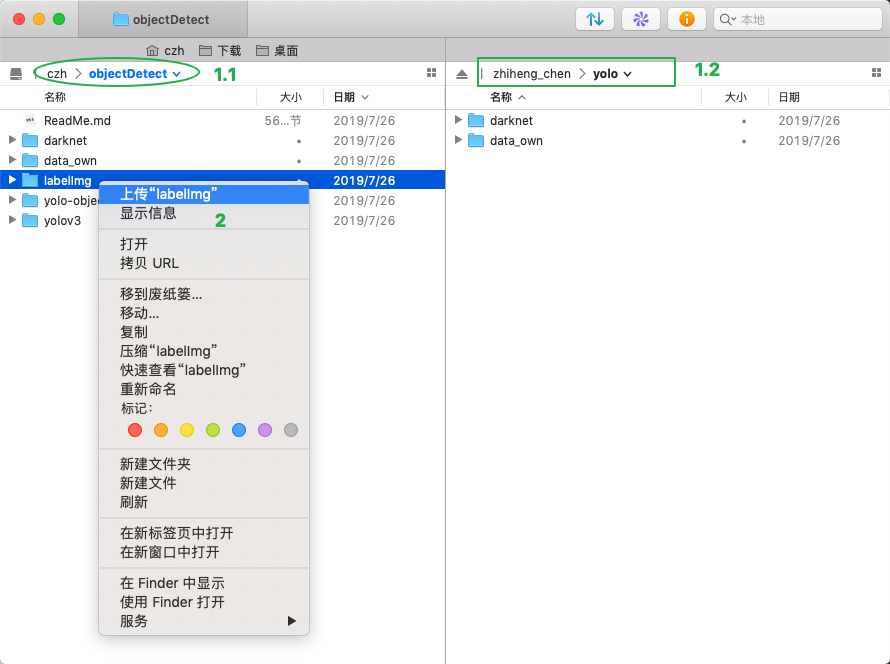 objectDetect
本地
czh 下载 桌面
czh objectDetect 1.1
zhiheng_chen yolo 1.2
名称 大小 日期
名称 大小 日期
ReadMe.md 56...节 2019/7/26
darknet 2019/7/26
data_own 2019/7/26
labelImg 2019/7/26
yolo-objec 2019/7/26
yolov3 2019/7/26
darknet 2019/7/26
data_own 2019/7/26
上传“labelImg”
显示信息
2
打开
拷贝 URL
移到废纸篓...
移动...
复制
压缩“labelImg”
快速查看“labelImg”
重新命名
标记:
新建文件夹
新建文件
刷新
在新标签页中打开
在新窗口中打开
在 Finder 中显示
使用 Finder 打开
服务